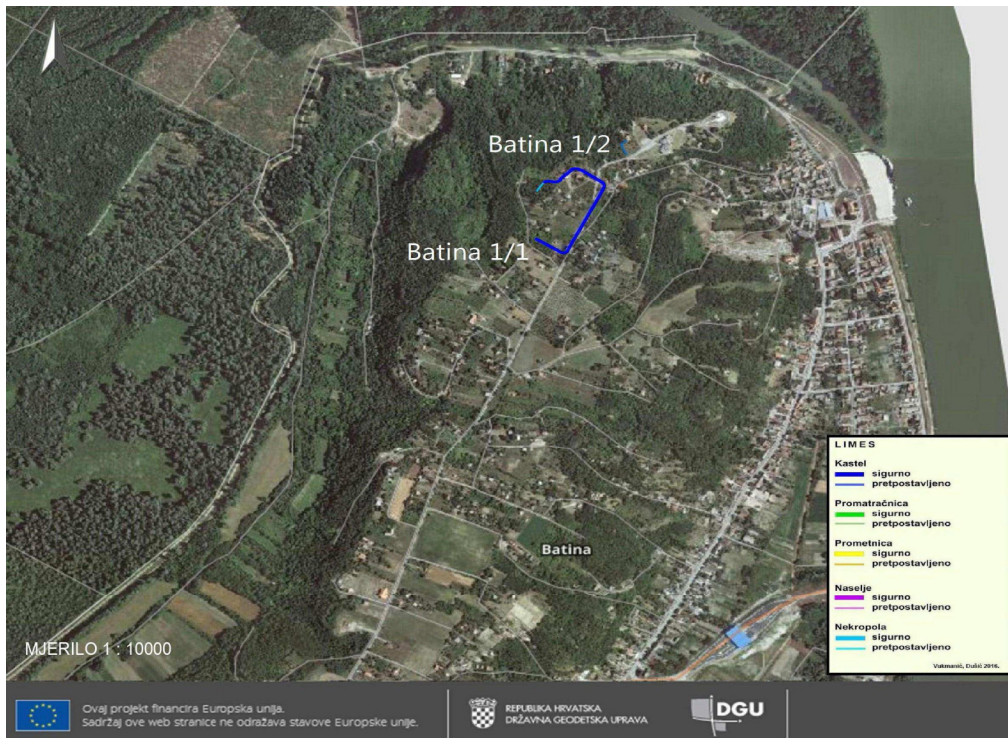 Batina 1/2
Batina 1/1
Batina
LIMES
Kastel
sigurno
pretpostavljeno
Promatračnica
sigurno
pretpostavljeno
Prometnica
sigurno
pretpostavljeno
Naselje
sigurno
pretpostavljeno
Nekropola
sigurno
pretpostavljeno
Vukmanić, Dušić 2016.
MJERILO 1 : 10000
Ovaj projekt financira Europska unija.
Sadržaj ove web stranice ne odražava stavove Europske unije.
REPUBLIKA HRVATSKA
DRŽAVNA GEODETSKA UPRAVA
DGU